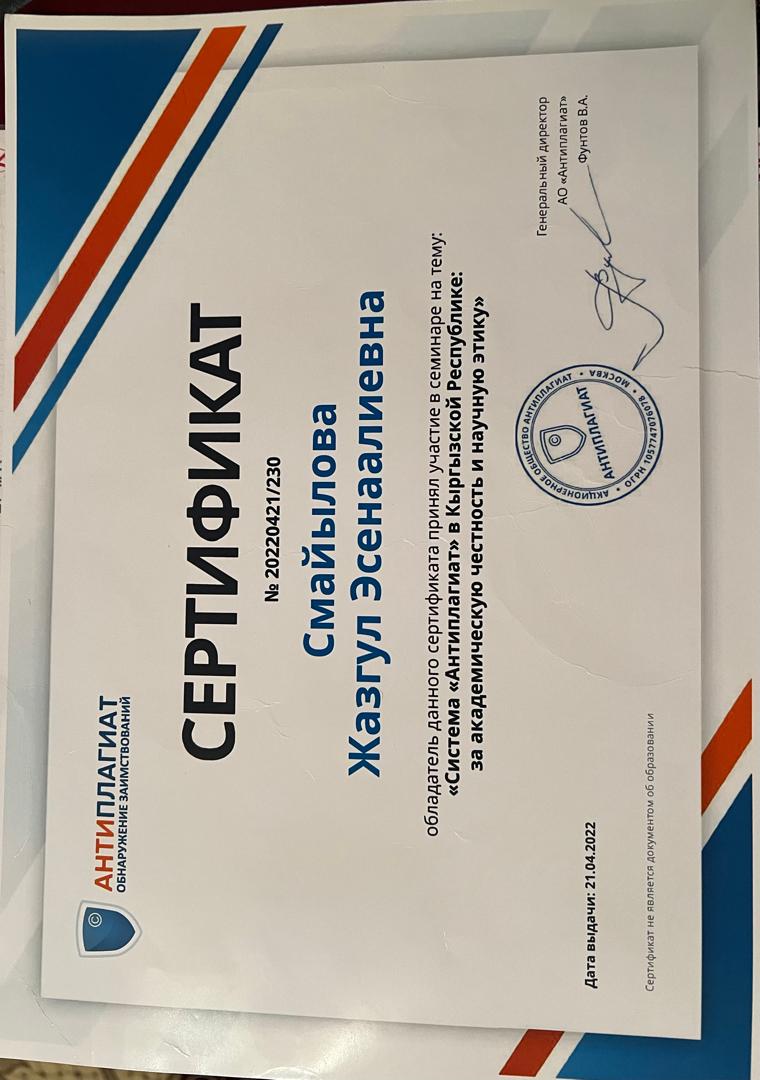 АНТИПЛАГИАТ
ОБНАРУЖЕНИЕ ЗАИМСТВОВАНИЙ
СЕРТИФИКАТ
№ 20220421/230
Смайылова
Жазгул Эсенаалиевна
обладатель данного сертификата принял участие в семинаре на тему:
«Система «Антиплагиат» в Кыргызской Республике:
за академическую честность и научную этику»
Генеральный директор
АО «Антиплагиат»
Фунтов В.А.
АКЦИОНЕРНОЕ ОБЩЕСТВО АНТИПЛАГИАТ • МОСКВА • ОГРН 1057747076078 •
©
АНТИПЛАГИАТ
Дата выдачи: 21.04.2022
Сертификат не является документом об образовании